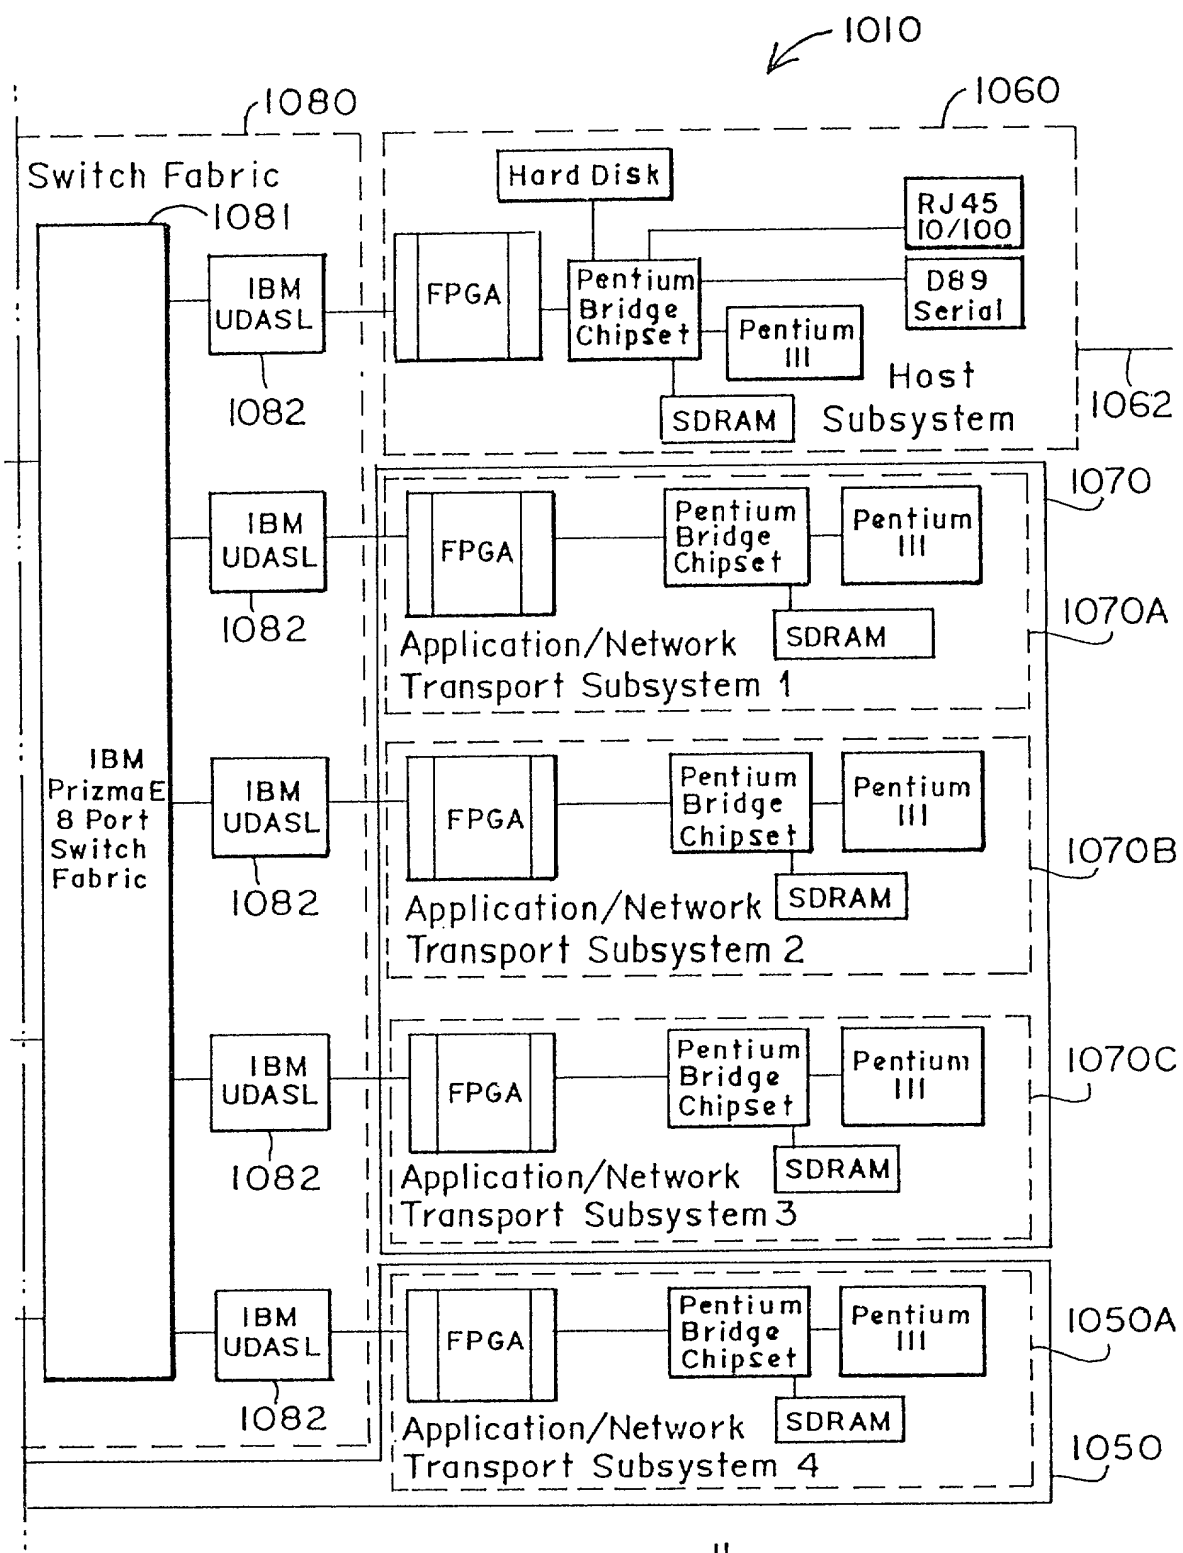 1010
1080
1060
Switch Fabric
1081
Hard Disk
RJ45
10/100
IBM
UDASL
1082
FPGA
Pentium
Bridge
Chipset
D89
Serial
Pentium
III
SDRAM
Host
Subsystem
1062
IBM
UDASL
1082
FPGA
Pentium
Bridge
Chipset
Pentium
III
SDRAM
Application/Network
Transport Subsystem 1
1070
1070A
IBM
PrizmaE
8 Port
Switch
Fabric
IBM
UDASL
1082
FPGA
Pentium
Bridge
Chipset
Pentium
III
SDRAM
Application/Network
Transport Subsystem 2
1070B
IBM
UDASL
1082
FPGA
Pentium
Bridge
Chipset
Pentium
III
SDRAM
Application/Network
Transport Subsystem 3
1070C
IBM
UDASL
1082
FPGA
Pentium
Bridge
Chipset
Pentium
III
SDRAM
Application/Network
Transport Subsystem 4
1050A
1050